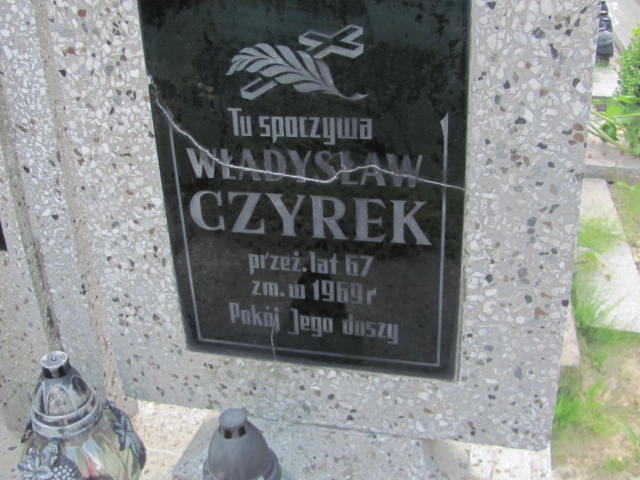 Tu spoczywa
WŁADYSŁAW
CZYREK
przeż. lat 67
zm. w 1969 r
Pokój Jego duszy